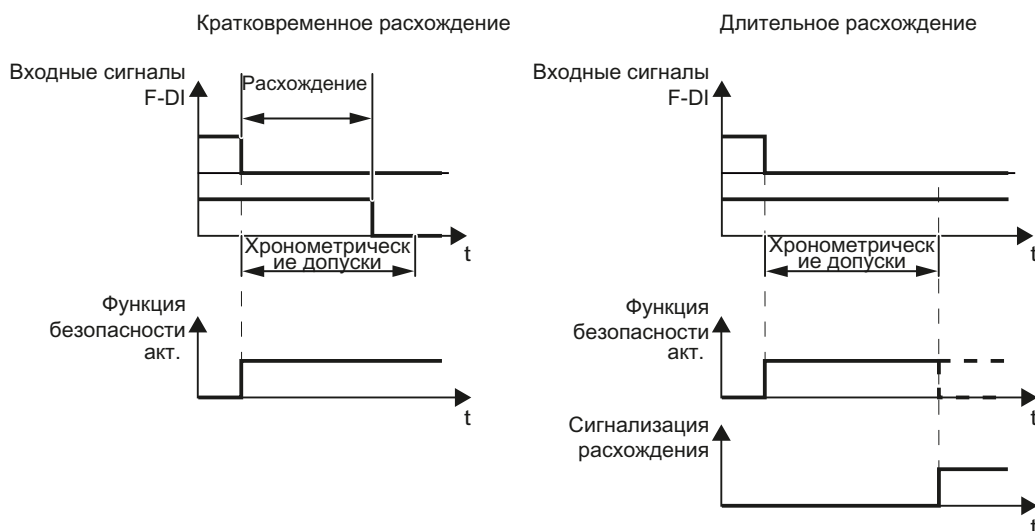 Кратковременное расхождение
Входные сигналы
F-DI
Расхождение
Хронометрическ
ие допуски
t
Функция
безопасности
акт.
t
Длительное расхождение
Входные сигналы
F-DI
Хронометрическ
ие допуски
t
Функция
безопасности
акт.
t
Сигнализация
расхождения
t